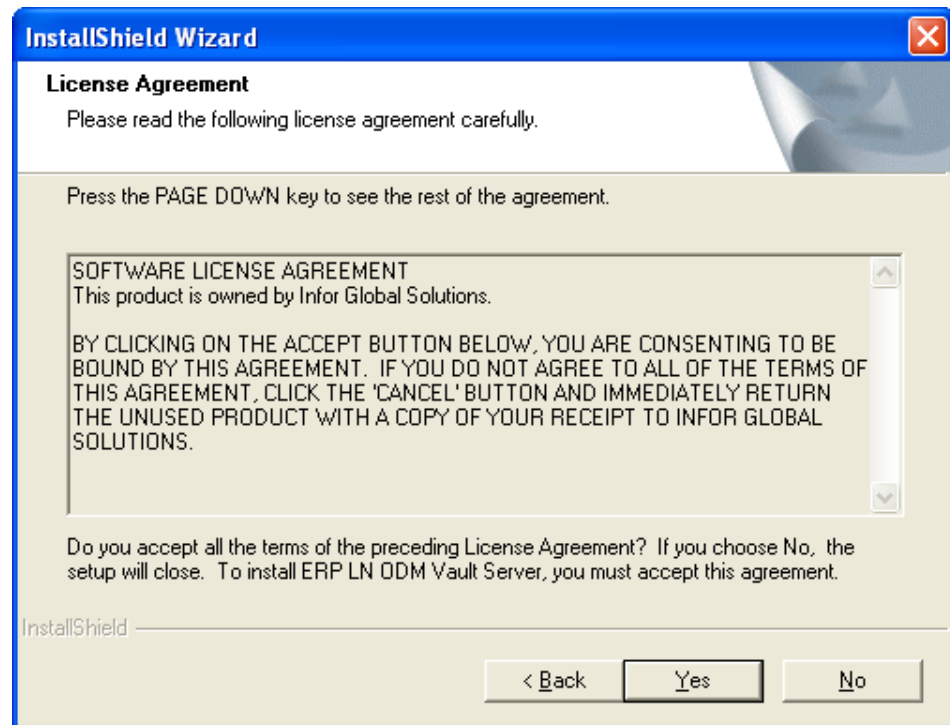 InstallShield Wizard
License Agreement
Please read the following license agreement carefully.
Press the PAGE DOWN key to see the rest of the agreement.
SOFTWARE LICENSE AGREEMENT
This product is owned by Infor Global Solutions.
BY CLICKING ON THE ACCEPT BUTTON BELOW, YOU ARE CONSENTING TO BE
BOUND BY THIS AGREEMENT.  IF YOU DO NOT AGREE TO ALL OF THE TERMS OF
THIS AGREEMENT, CLICK THE 'CANCEL' BUTTON AND IMMEDIATELY RETURN
THE UNUSED PRODUCT WITH A COPY OF YOUR RECEIPT TO INFOR GLOBAL
SOLUTIONS.
Do you accept all the terms of the preceding License Agreement?  If you choose No,  the
setup will close.  To install ERP LN ODM Vault Server, you must accept this agreement.
InstallShield
< Back Yes No